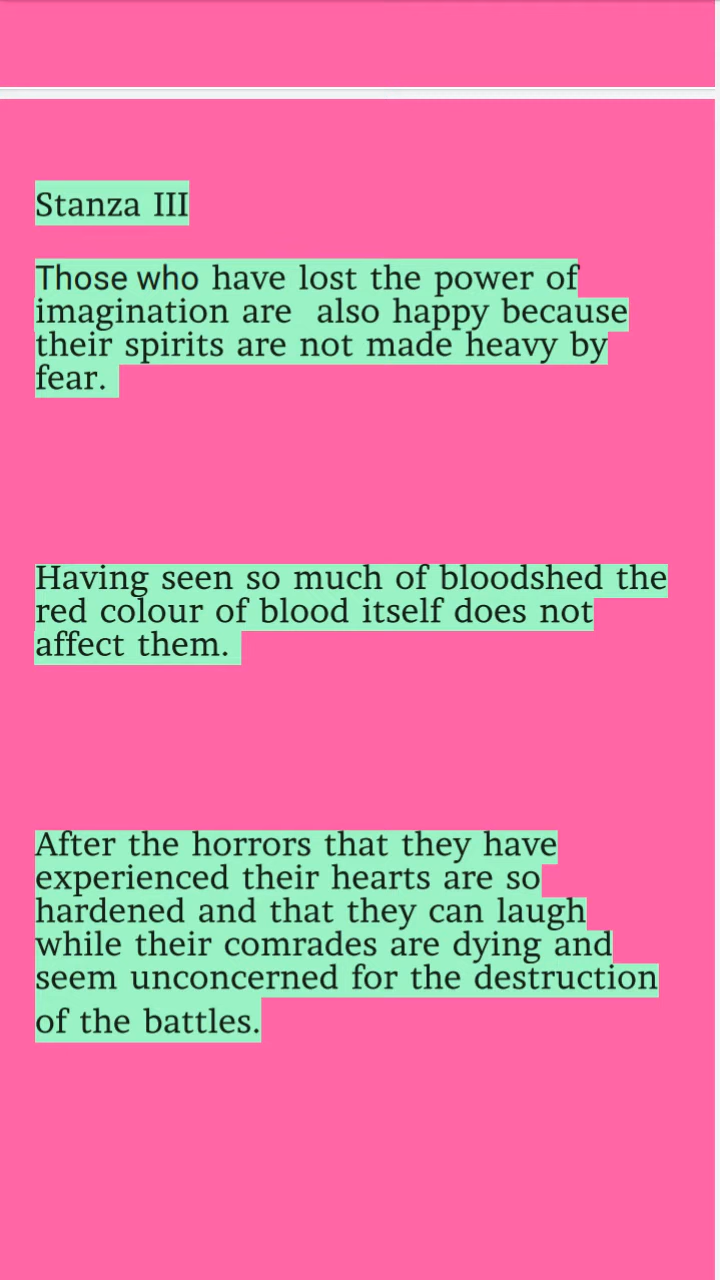 Stanza III
Those who have lost the power of
imagination are  also happy because
their spirits are not made heavy by
fear.
Having seen so much of bloodshed the
red colour of blood itself does not
affect them.
After the horrors that they have
experienced their hearts are so
hardened and that they can laugh
while their comrades are dying and
seem unconcerned for the destruction
of the battles.